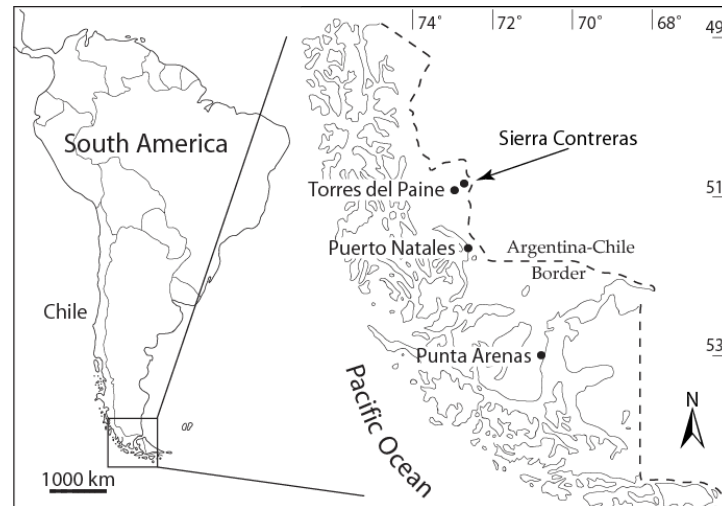 74° 72° 70° 68°
49
South America
Sierra Contreras
Torres del Paine
51
Puerto Natales
Argentina-Chile
Border
Chile
53
Punta Arenas
Pacific Ocean
N
1000 km